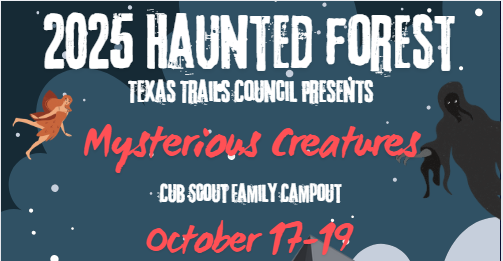 2025 HAUNTED FOREST
TEXAS TRAILS COUNCIL PRESENTS
Mysterious Creatures
CUB SCOUT FAMILY CAMPOUT
October 17-19